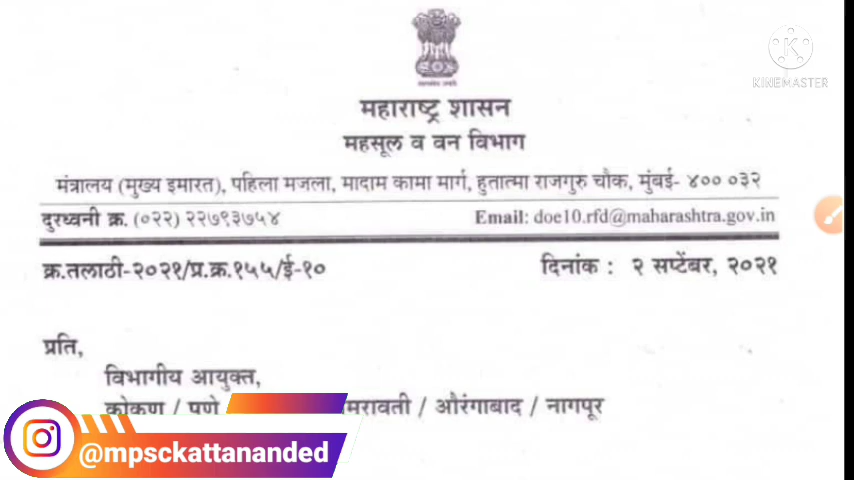 KINEMASTER
महाराष्ट्र शासन
महसूल व वन विभाग
मंत्रालय (मुख्य इमारत), पहिला मजला, मादाम कामा मार्ग, हुतात्मा राजगुरु चौक, मुंबई- ४०० ०३२
दुरध्वनी क्र. (०२२) २२७९३७५४ Email: doe10.rfd@maharashtra.gov.in
क्र.तलाठी-२०२१/प्र.क्र.१५५/ई-१० दिनांक : २ सप्टेंबर, २०२१
प्रति,
विभागीय आयुक्त,
कोकण / पुणे मरावती / औरंगाबाद / नागपूर
@mpsckattananded